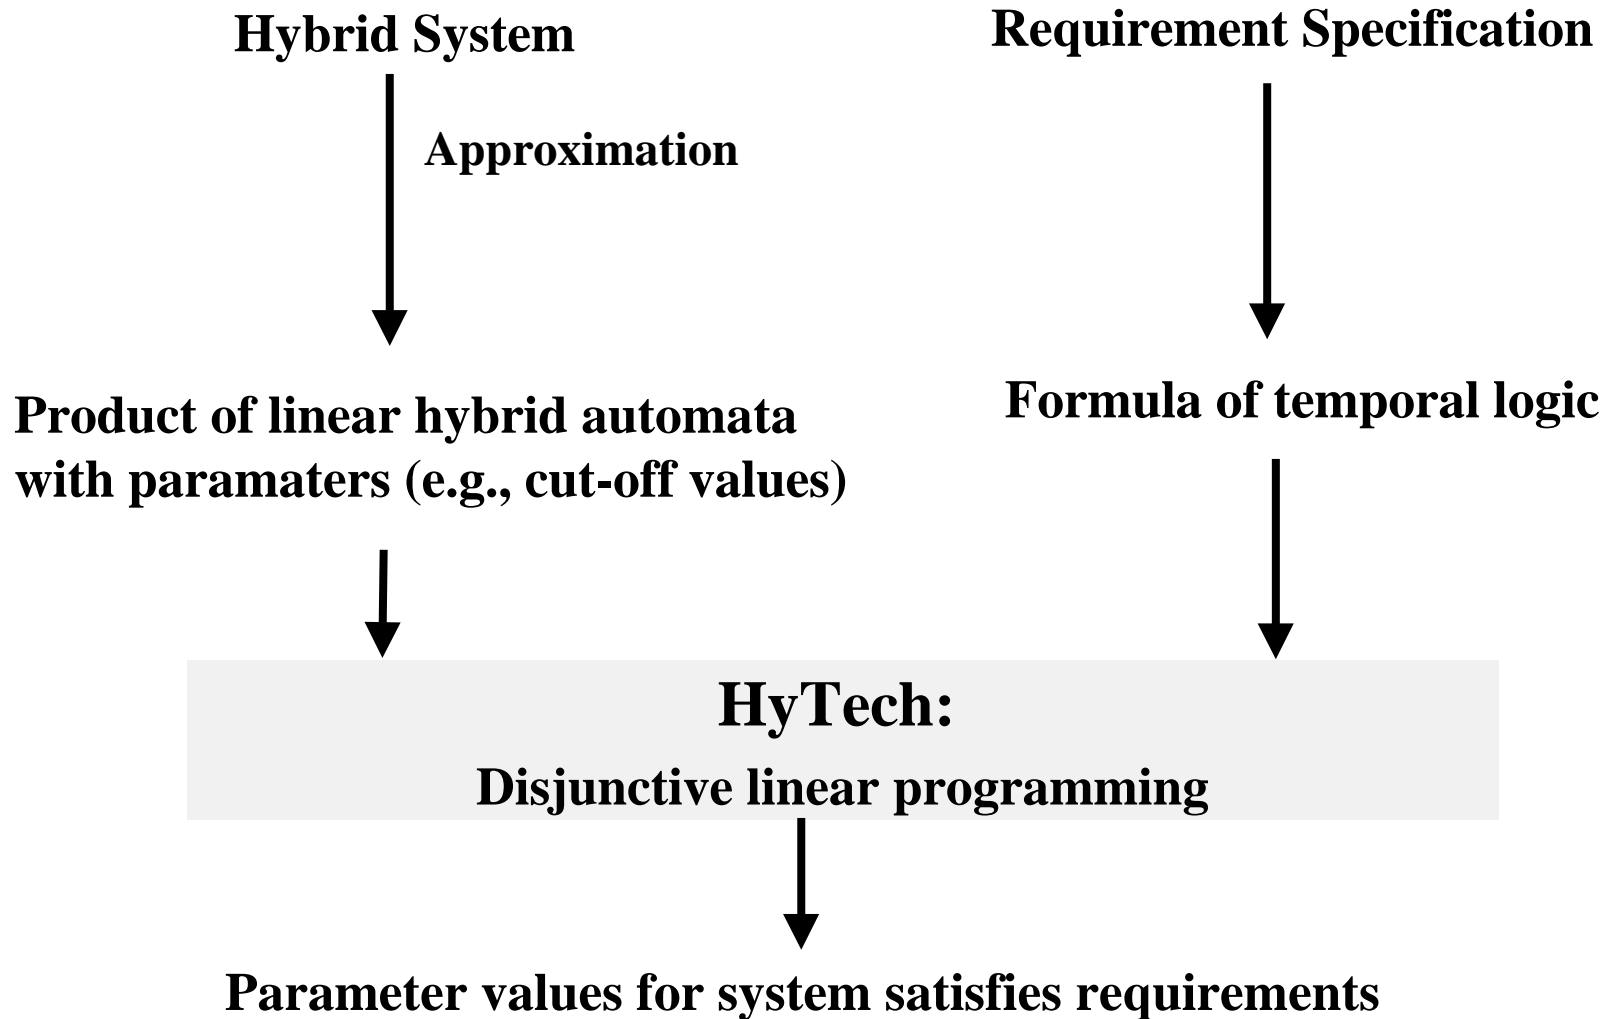 Hybrid System
Requirement Specification
Approximation
Product of linear hybrid automata
with paramaters (e.g., cut-off values)
Formula of temporal logic
HyTech:
Disjunctive linear programming
Parameter values for system satisfies requirements